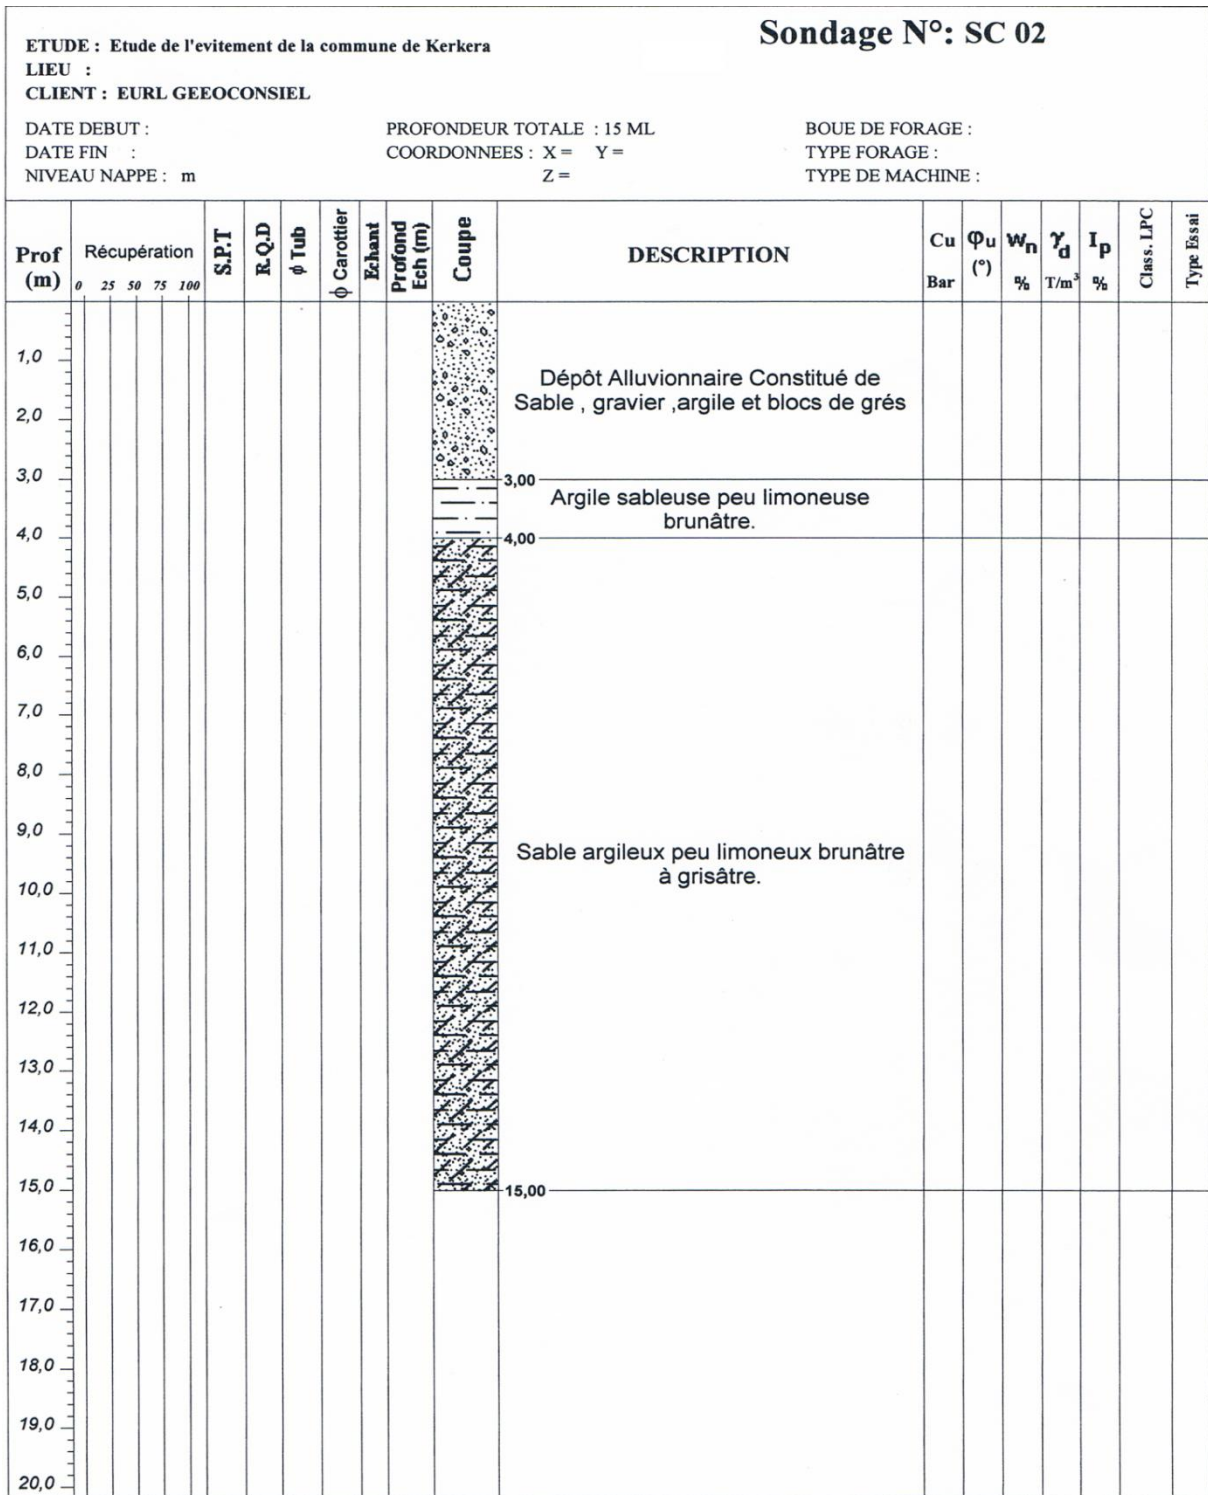 Sondage N°: SC 02
ETUDE : Etude de l'evitement de la commune de Kerkera
LIEU :
CLIENT : EURL GEEOCONSIEL
DATE DEBUT : PROFONDEUR TOTALE : 15 ML BOUE DE FORAGE :
DATE FIN : COORDONNEES : X = Y = TYPE FORAGE :
NIVEAU NAPPE : m Z = TYPE DE MACHINE :
Prof (m)
Récupération
0 25 50 75 100
S.P.T
R.Q.D
ϕ Tub
ϕ Carottier
Echant
Profond
Ech (m)
Coupe
DESCRIPTION
Cu
Bar
φu
(°)
wn
%
γd
T/m³
Ip
%
Class. LPC
Type Essai
1,0
Dépôt Alluvionnaire Constitué de
Sable , gravier ,argile et blocs de grés
2,0
3,0
3,00
Argile sableuse peu limoneuse
brunâtre.
4,0
4,00
5,0
6,0
7,0
8,0
9,0
Sable argileux peu limoneux brunâtre
à grisâtre.
10,0
11,0
12,0
13,0
14,0
15,0
15,00
16,0
17,0
18,0
19,0
20,0